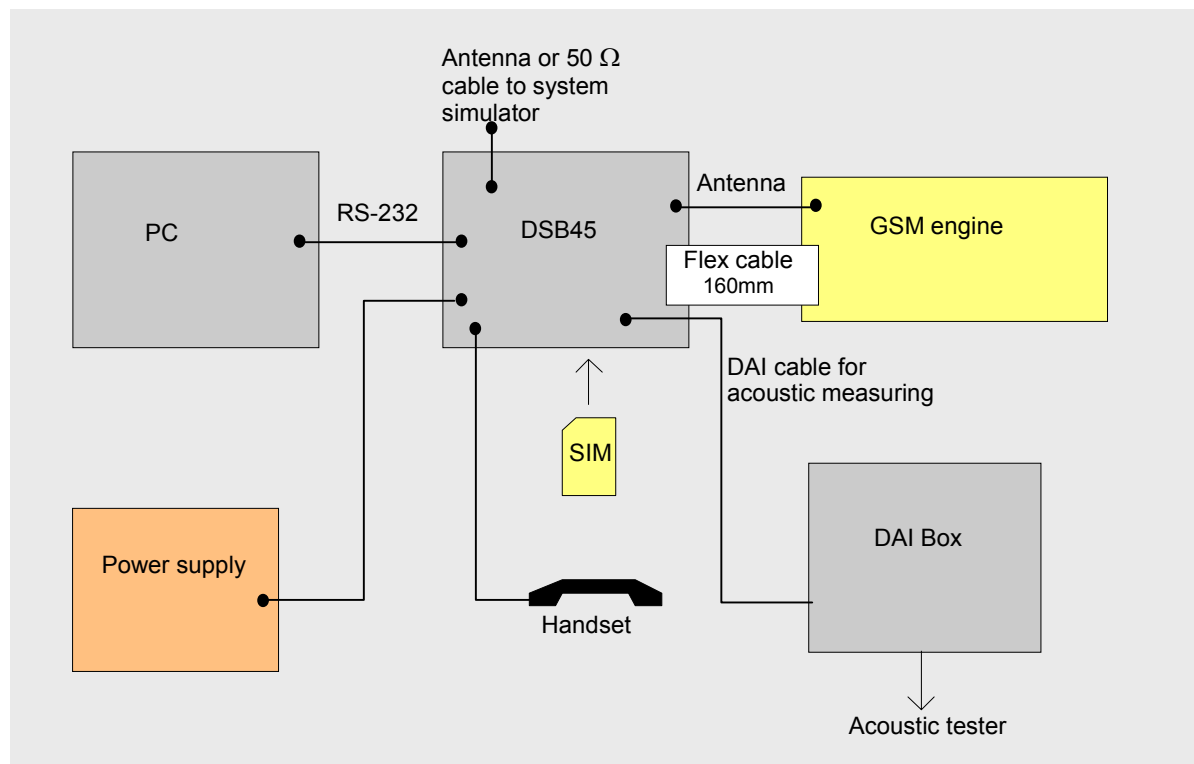 Antenna or 50 Ω
cable to system
simulator
PC
RS-232
DSB45
Antenna
GSM engine
Flex cable
160mm
DAI cable for
acoustic measuring
SIM
Power supply
Handset
DAI Box
Acoustic tester